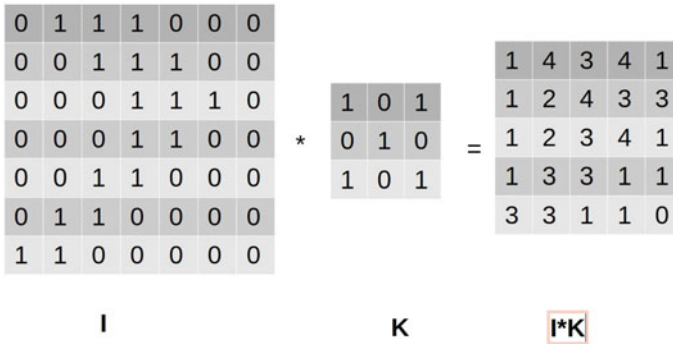 0 1 1 1 0 0 0
0 0 1 1 1 0 0
0 0 0 1 1 1 0
0 0 0 1 1 0 0
0 0 1 1 0 0 0
0 1 1 0 0 0 0
1 1 0 0 0 0 0
*
1 0 1
0 1 0
1 0 1
=
1 4 3 4 1
1 2 4 3 3
1 2 3 4 1
1 3 3 1 1
3 3 1 1 0
I K I*K